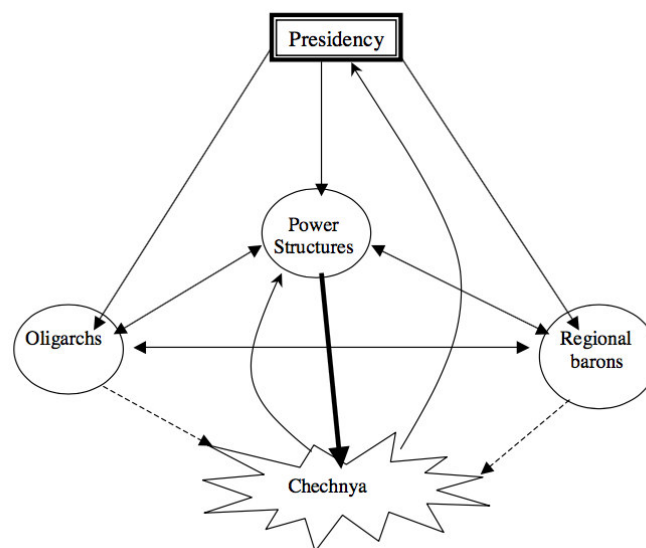 Presidency
Power
Structures
Oligarchs
Regional
barons
Chechnya